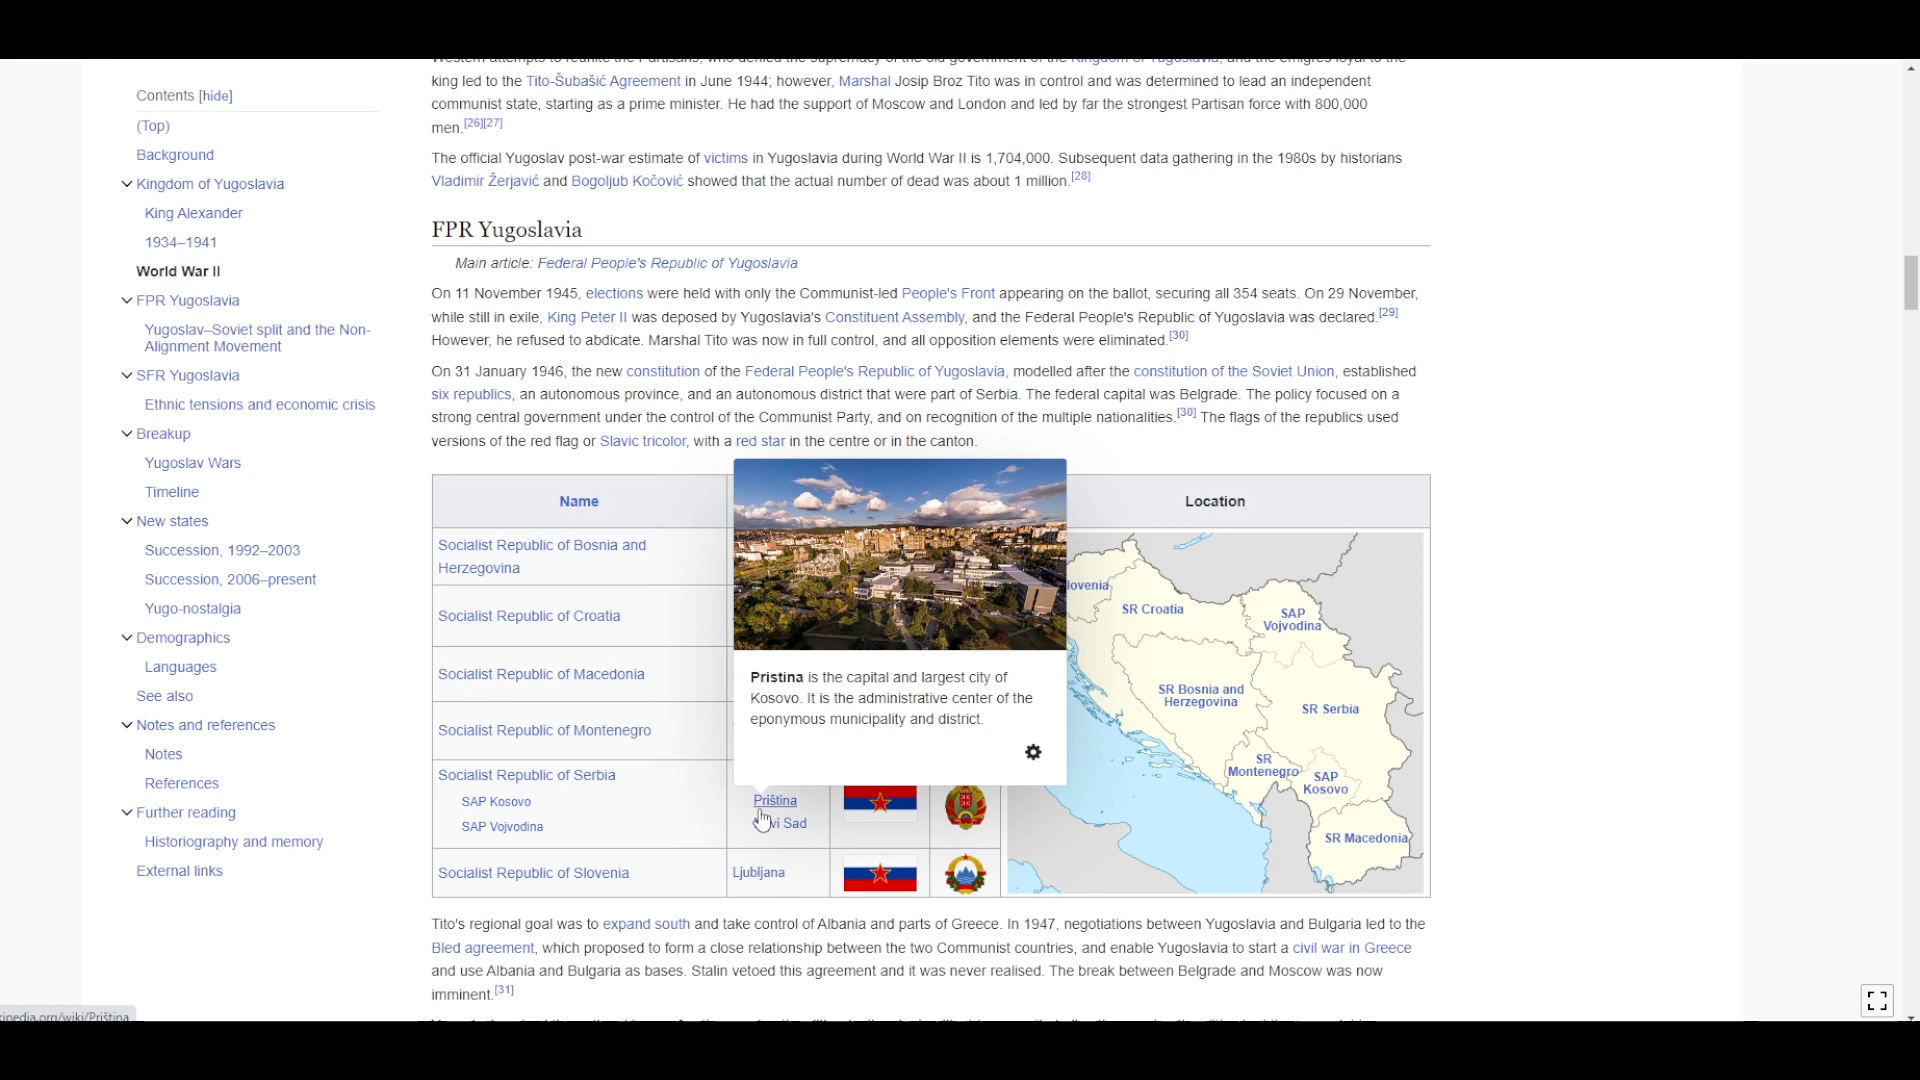 Contents [hide]
(Top)
Background
Kingdom of Yugoslavia
King Alexander
1934–1941
World War II
FPR Yugoslavia
Yugoslav–Soviet split and the Non-
Alignment Movement
SFR Yugoslavia
Ethnic tensions and economic crisis
Breakup
Yugoslav Wars
Timeline
New states
Succession, 1992–2003
Succession, 2006–present
Yugo-nostalgia
Demographics
Languages
See also
Notes and references
Notes
References
Further reading
Historiography and memory
External links
king led to the Tito-Šubašić Agreement in June 1944; however, Marshal Josip Broz Tito was in control and was determined to lead an independent
communist state, starting as a prime minister. He had the support of Moscow and London and led by far the strongest Partisan force with 800,000
men.[26][27]
The official Yugoslav post-war estimate of victims in Yugoslavia during World War II is 1,704,000. Subsequent data gathering in the 1980s by historians
Vladimir Žerjavić and Bogoljub Kočović showed that the actual number of dead was about 1 million.[28]
FPR Yugoslavia
Main article: Federal People's Republic of Yugoslavia
On 11 November 1945, elections were held with only the Communist-led People's Front appearing on the ballot, securing all 354 seats. On 29 November,
while still in exile, King Peter II was deposed by Yugoslavia's Constituent Assembly, and the Federal People's Republic of Yugoslavia was declared.[29]
However, he refused to abdicate. Marshal Tito was now in full control, and all opposition elements were eliminated.[30]
On 31 January 1946, the new constitution of the Federal People's Republic of Yugoslavia, modelled after the constitution of the Soviet Union, established
six republics, an autonomous province, and an autonomous district that were part of Serbia. The federal capital was Belgrade. The policy focused on a
strong central government under the control of the Communist Party, and on recognition of the multiple nationalities.[30] The flags of the republics used
versions of the red flag or Slavic tricolor, with a red star in the centre or in the canton.
Name
Location
Socialist Republic of Bosnia and
Herzegovina
Socialist Republic of Croatia
Socialist Republic of Macedonia
Socialist Republic of Montenegro
Socialist Republic of Serbia
SAP Kosovo
SAP Vojvodina
Priština
vi Sad
Socialist Republic of Slovenia
Ljubljana
Pristina is the capital and largest city of
Kosovo. It is the administrative center of the
eponymous municipality and district.
lovenia
SR Croatia
SAP
Vojvodina
SR Bosnia and
Herzegovina
SR Serbia
SR
Montenegro
SAP
Kosovo
SR Macedonia
Tito's regional goal was to expand south and take control of Albania and parts of Greece. In 1947, negotiations between Yugoslavia and Bulgaria led to the
Bled agreement, which proposed to form a close relationship between the two Communist countries, and enable Yugoslavia to start a civil war in Greece
and use Albania and Bulgaria as bases. Stalin vetoed this agreement and it was never realised. The break between Belgrade and Moscow was now
imminent.[31]
kipedia.org/wiki/Priština